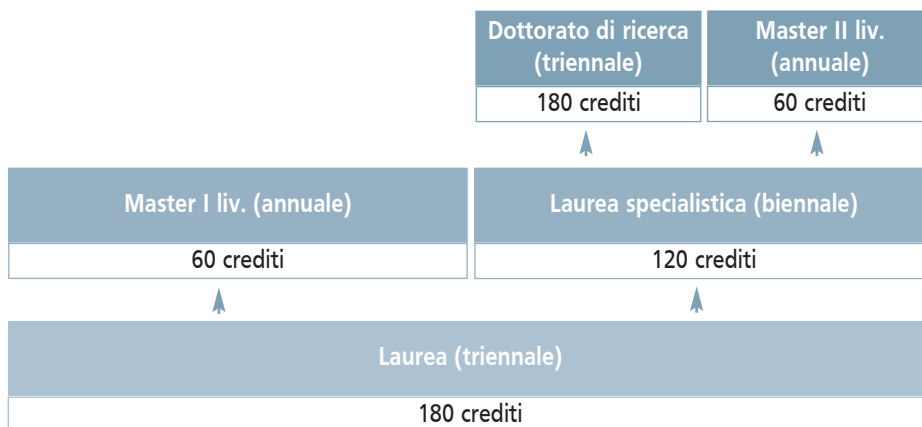 Dottorato di ricerca
(triennale)
180 crediti
Master II liv.
(annuale)
60 crediti
Master I liv. (annuale)
60 crediti
Laurea specialistica (biennale)
120 crediti
Laurea (triennale)
180 crediti